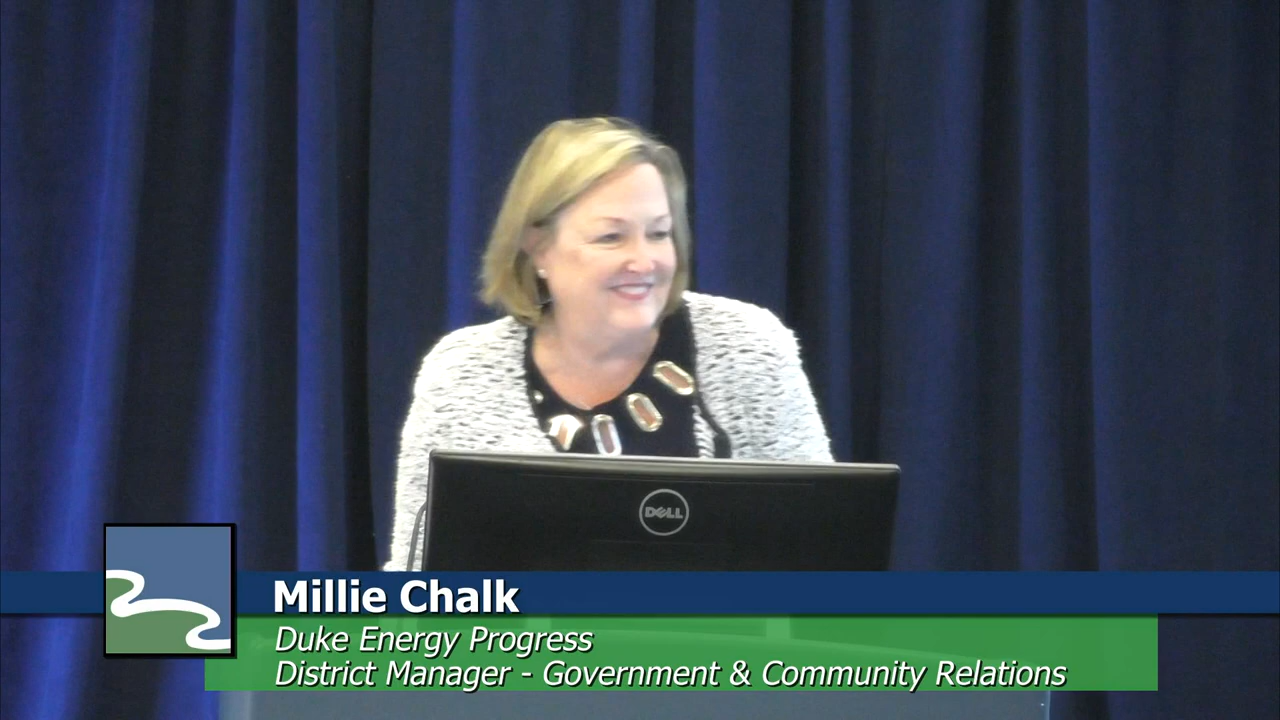 DELL
Millie Chalk
Duke Energy Progress
District Manager - Government & Community Relations